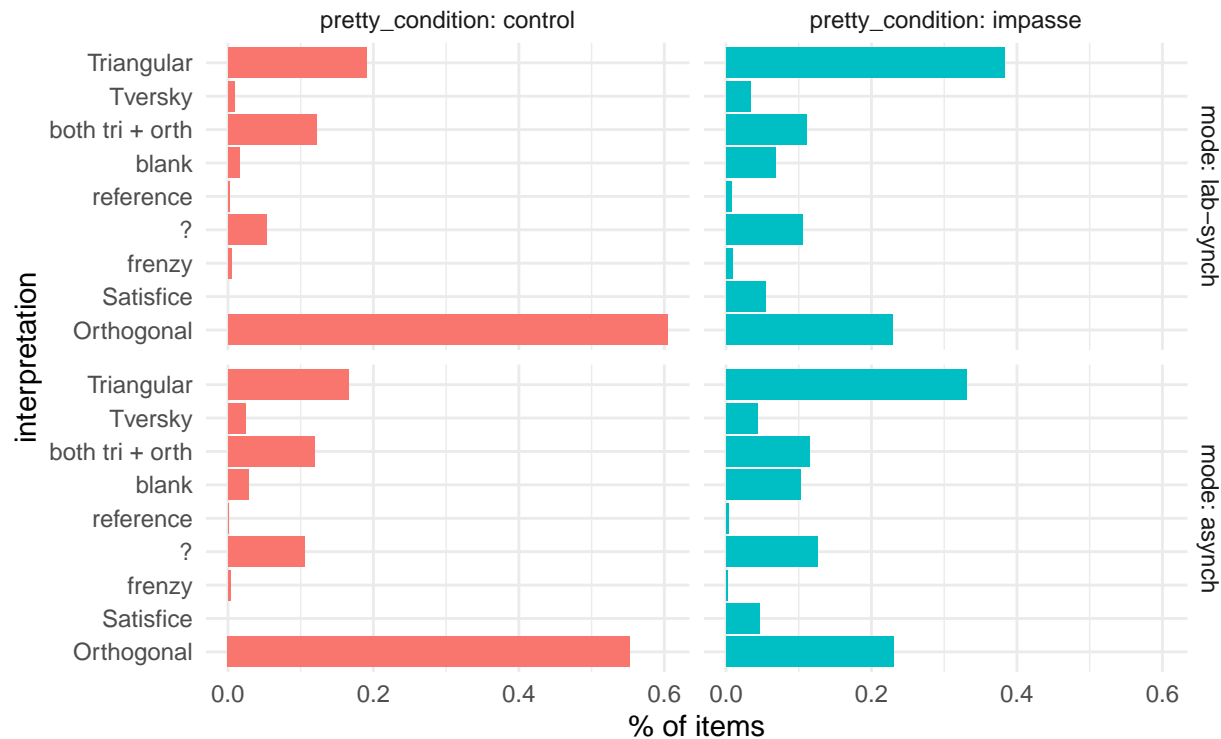 pretty_condition: control
pretty_condition: impasse
Triangular
Tversky
both tri + orth
blank
reference
?
frenzy
Satisfice
Orthogonal
mode: lab−synch
Triangular
Tversky
both tri + orth
blank
reference
?
frenzy
Satisfice
Orthogonal
mode: asynch
interpretation
0.0 0.2 0.4 0.6
0.0 0.2 0.4 0.6
% of items